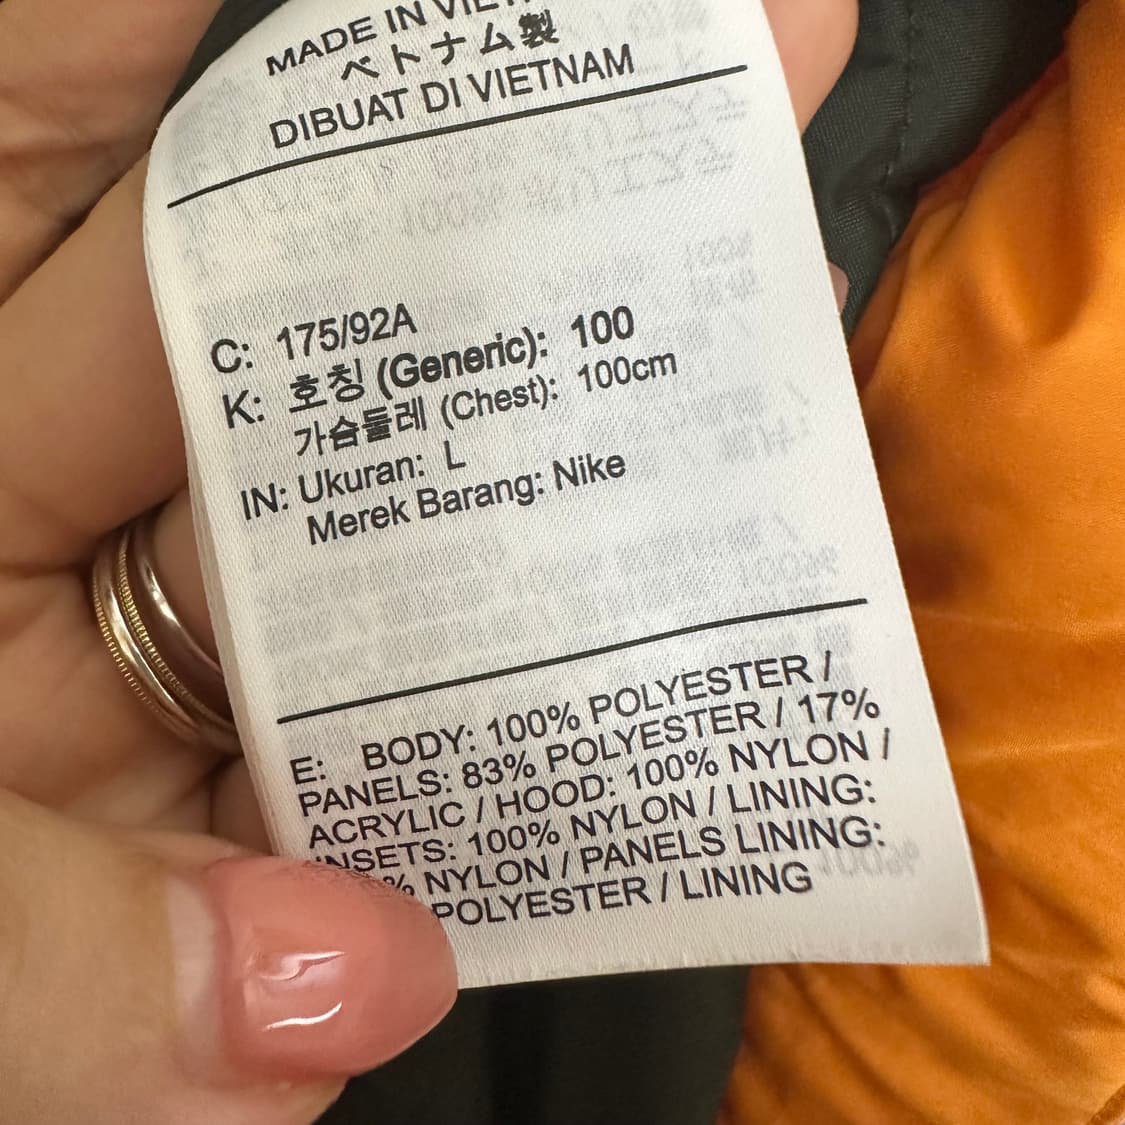 MADE IN
ベトナム製
DIBUAT DI VIETNAM
C: 175/92A
K: 호칭 (Generic): 100
가슴둘레 (Chest): 100cm
IN: Ukuran: L
Merek Barang: Nike
E: BODY: 100% POLYESTER /
PANELS: 83% POLYESTER / 17%
ACRYLIC / HOOD: 100% NYLON /
INSETS: 100% NYLON / LINING:
% NYLON / PANELS LINING:
POLYESTER / LINING